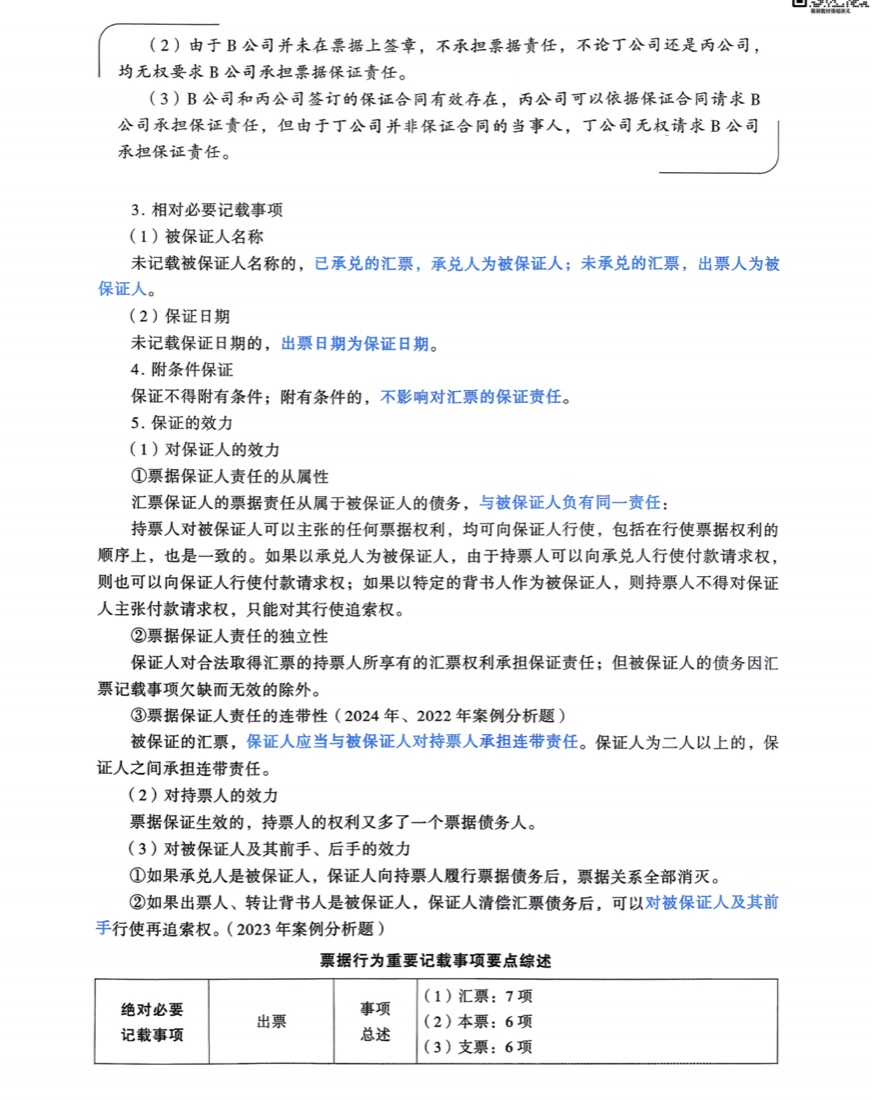 （2）由于 B 公司并未在票据上签章，不承担票据责任，不论丁公司还是丙公司，
均无权要求 B 公司承担票据保证责任。
（3）B 公司和丙公司签订的保证合同有效存在，丙公司可以依据保证合同请求 B
公司承担保证责任，但由于丁公司并非保证合同的当事人，丁公司无权请求 B 公司
承担保证责任。
3. 相对必要记载事项
（1）被保证人名称
未记载被保证人名称的，已承兑的汇票，承兑人为被保证人；未承兑的汇票，出票人为被
保证人。
（2）保证日期
未记载保证日期的，出票日期为保证日期。
4. 附条件保证
保证不得附有条件；附有条件的，不影响对汇票的保证责任。
5. 保证的效力
（1）对保证人的效力
①票据保证人责任的从属性
汇票保证人的票据责任从属于被保证人的债务，与被保证人负有同一责任：
持票人对被保证人可以主张的任何票据权利，均可向保证人行使，包括在行使票据权利的
顺序上，也是一致的。如果以承兑人为被保证人，由于持票人可以向承兑人行使付款请求权，
则也可以向保证人行使付款请求权；如果以特定的背书人作为被保证人，则持票人不得对保证
人主张付款请求权，只能对其行使追索权。
②票据保证人责任的独立性
保证人对合法取得汇票的持票人所享有的汇票权利承担保证责任；但被保证人的债务因汇
票记载事项欠缺而无效的除外。
③票据保证人责任的连带性（2024 年、2022 年案例分析题）
被保证的汇票，保证人应当与被保证人对持票人承担连带责任。保证人为二人以上的，保
证人之间承担连带责任。
（2）对持票人的效力
票据保证生效的，持票人的权利又多了一个票据债务人。
（3）对被保证人及其前手、后手的效力
①如果承兑人是被保证人，保证人向持票人履行票据债务后，票据关系全部消灭。
②如果出票人、转让背书人是被保证人，保证人清偿汇票债务后，可以对被保证人及其前
手行使再追索权。（2023 年案例分析题）
票据行为重要记载事项要点综述
绝对必要
记载事项
出票
事项
总述
（1）汇票：7 项
（2）本票：6 项
（3）支票：6 项